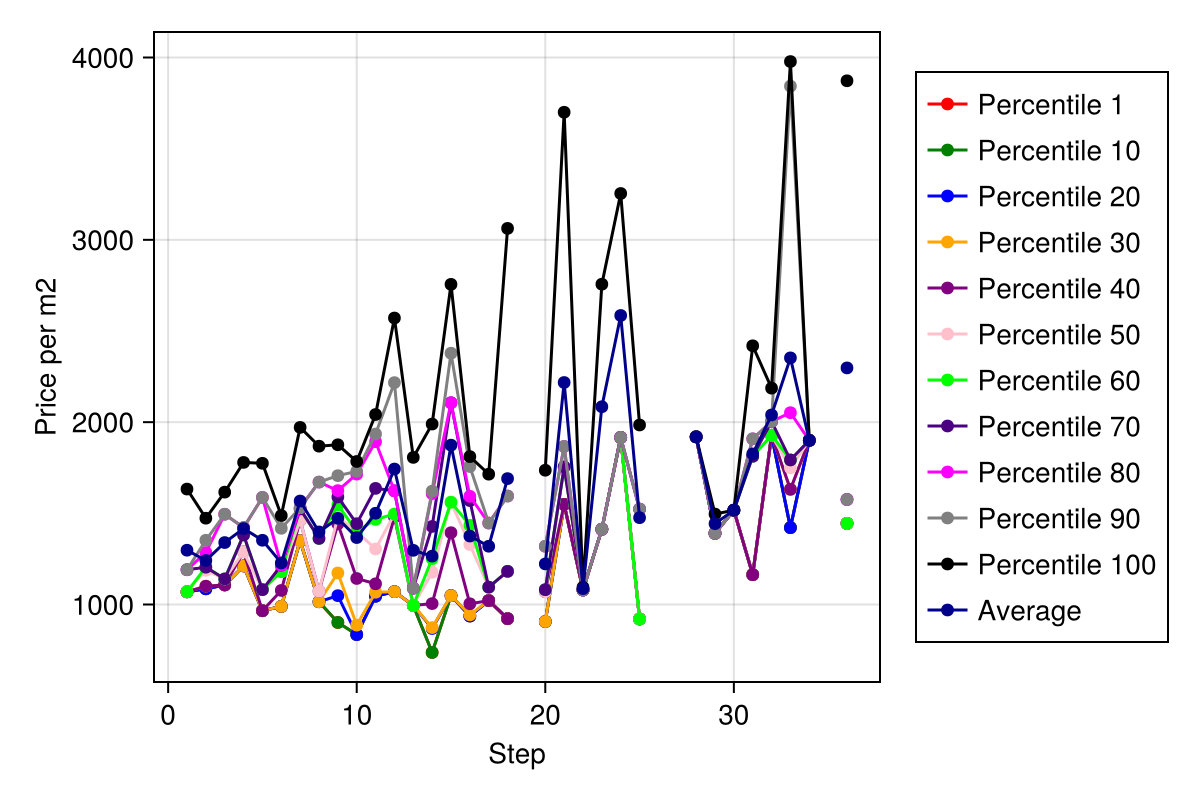 4000
3000
2000
1000
Price per m2
0 10 20 30
Step
Percentile 1
Percentile 10
Percentile 20
Percentile 30
Percentile 40
Percentile 50
Percentile 60
Percentile 70
Percentile 80
Percentile 90
Percentile 100
Average